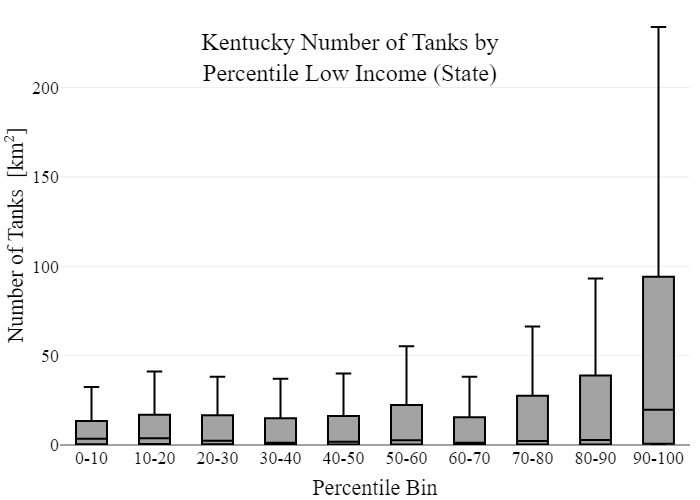 Kentucky Number of Tanks by
Percentile Low Income (State)
Number of Tanks [km²]
200
150
100
50
0
0-10 10-20 20-30 30-40 40-50 50-60 60-70 70-80 80-90 90-100
Percentile Bin